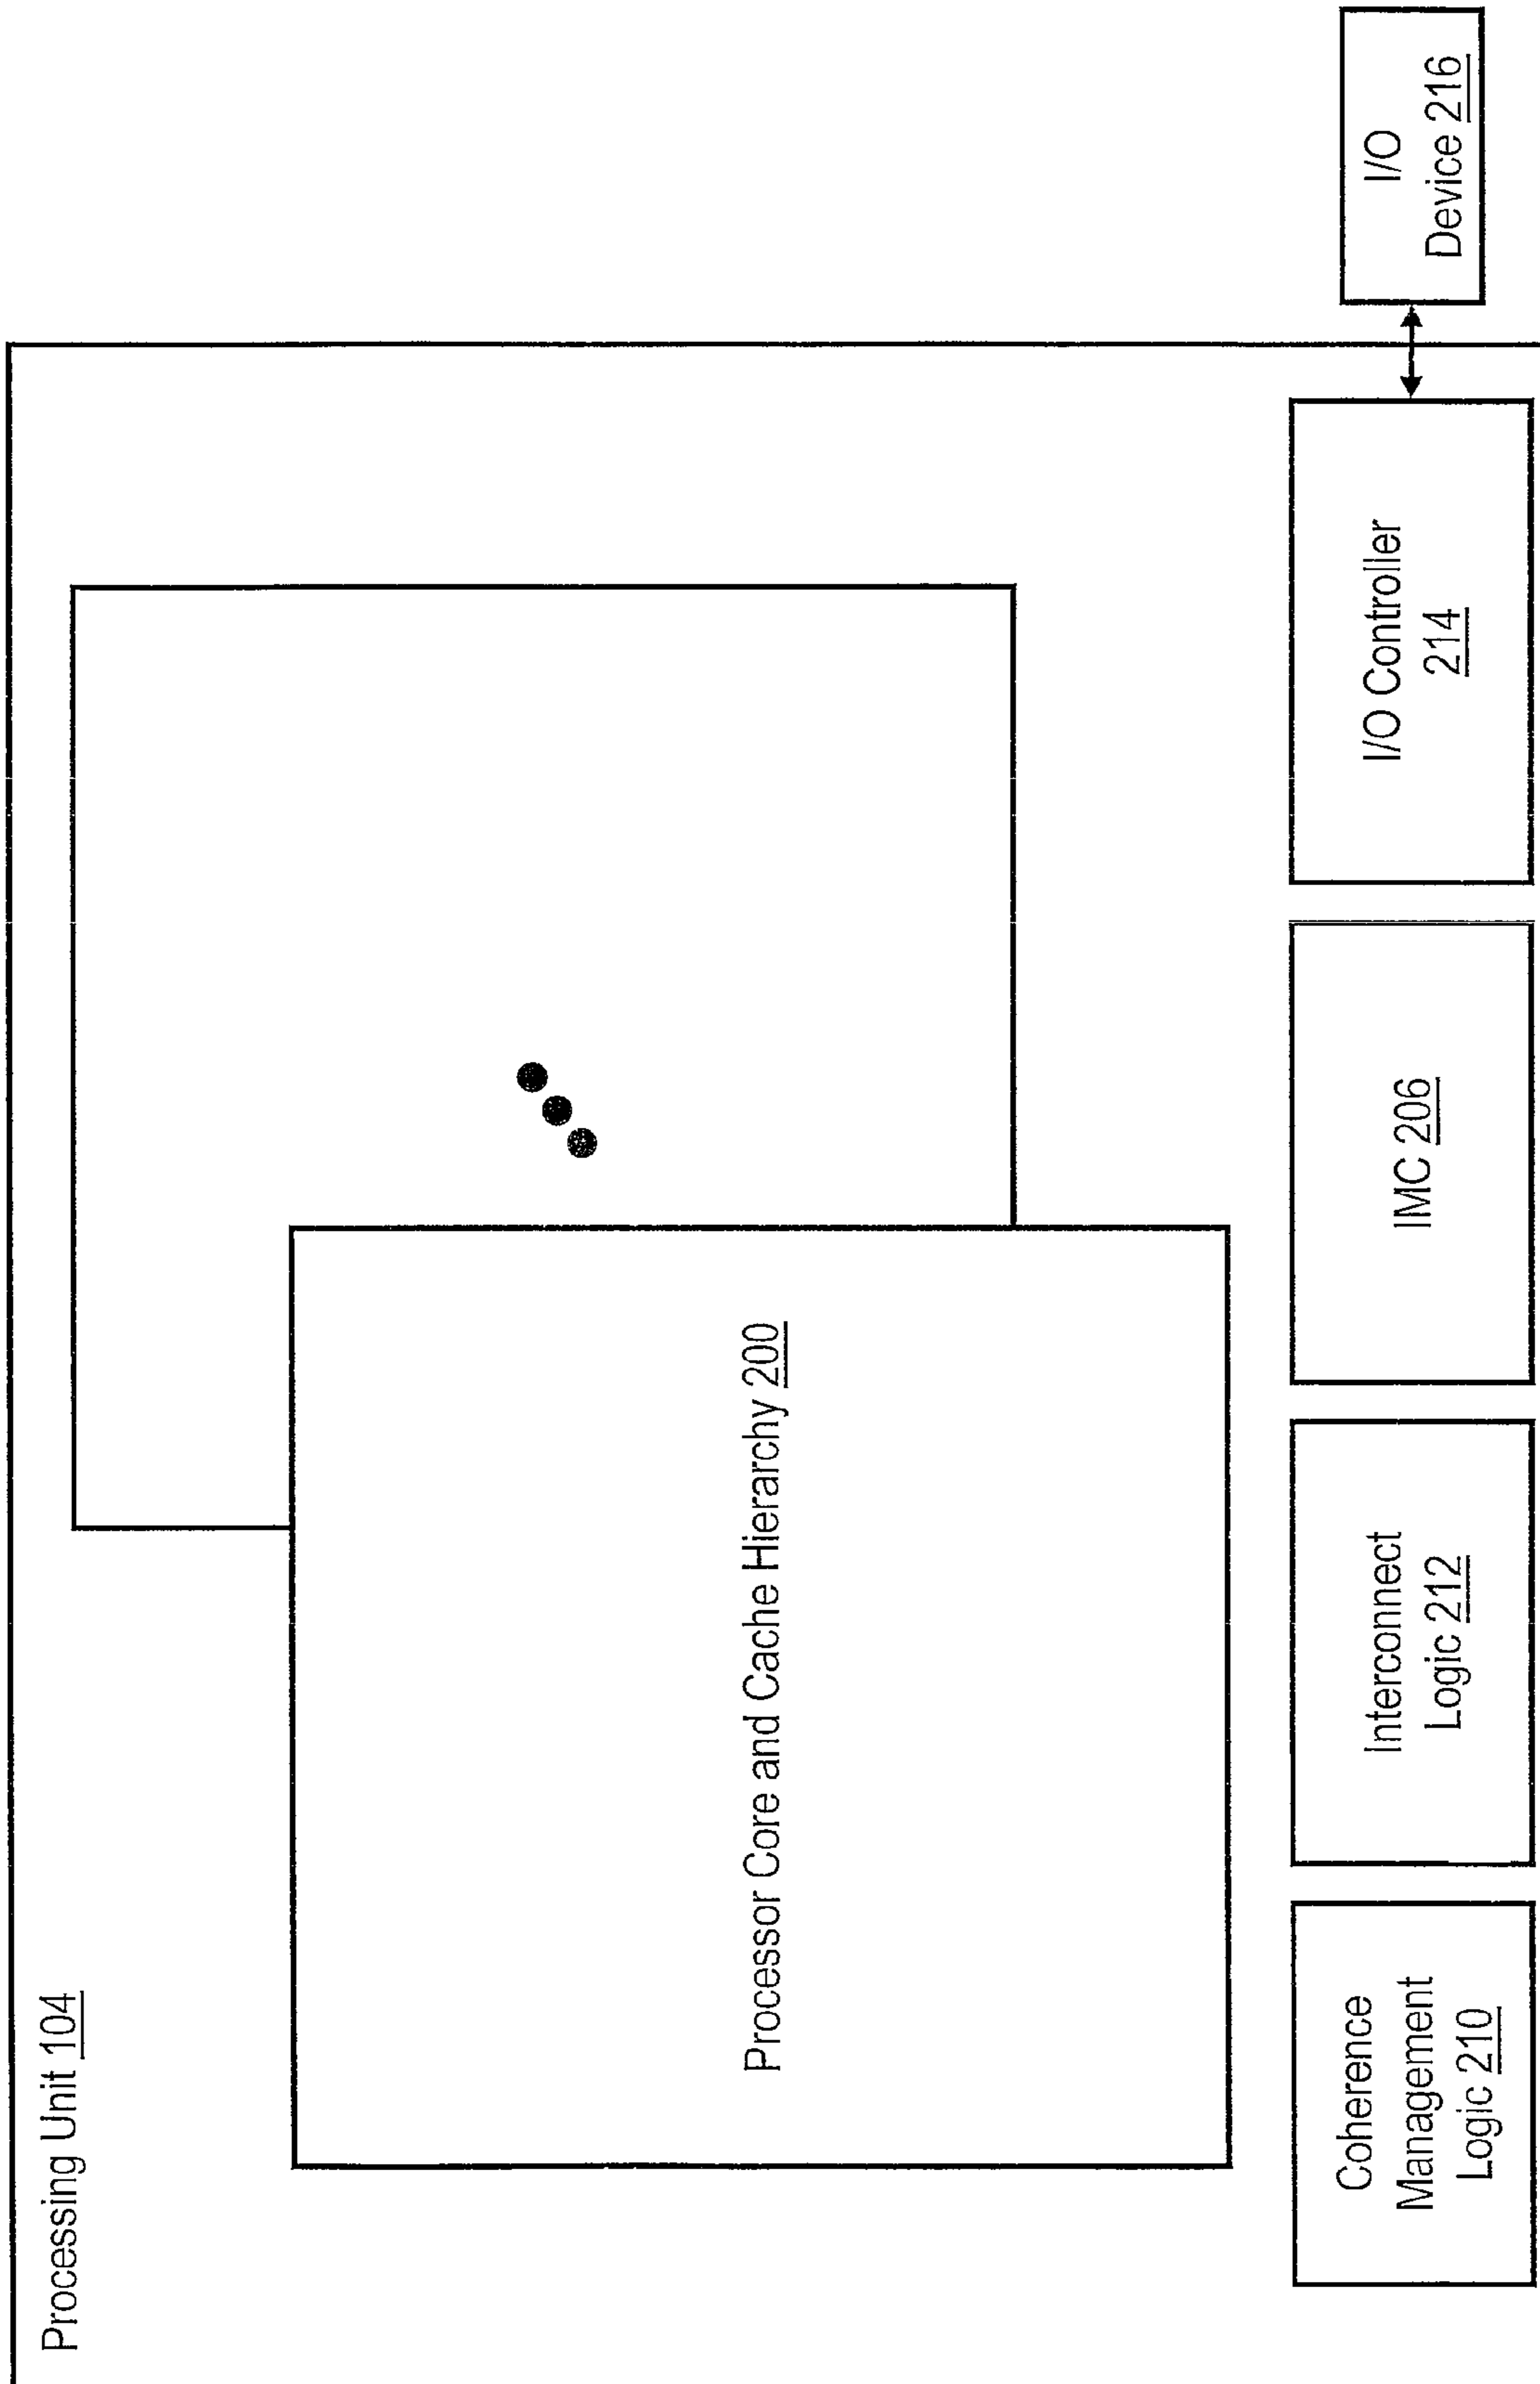 Processing Unit 104
Processor Core and Cache Hierarchy 200
Coherence
Management
Logic 210
Interconnect
Logic 212
IMC 206
I/O Controller
214
I/O
Device 216